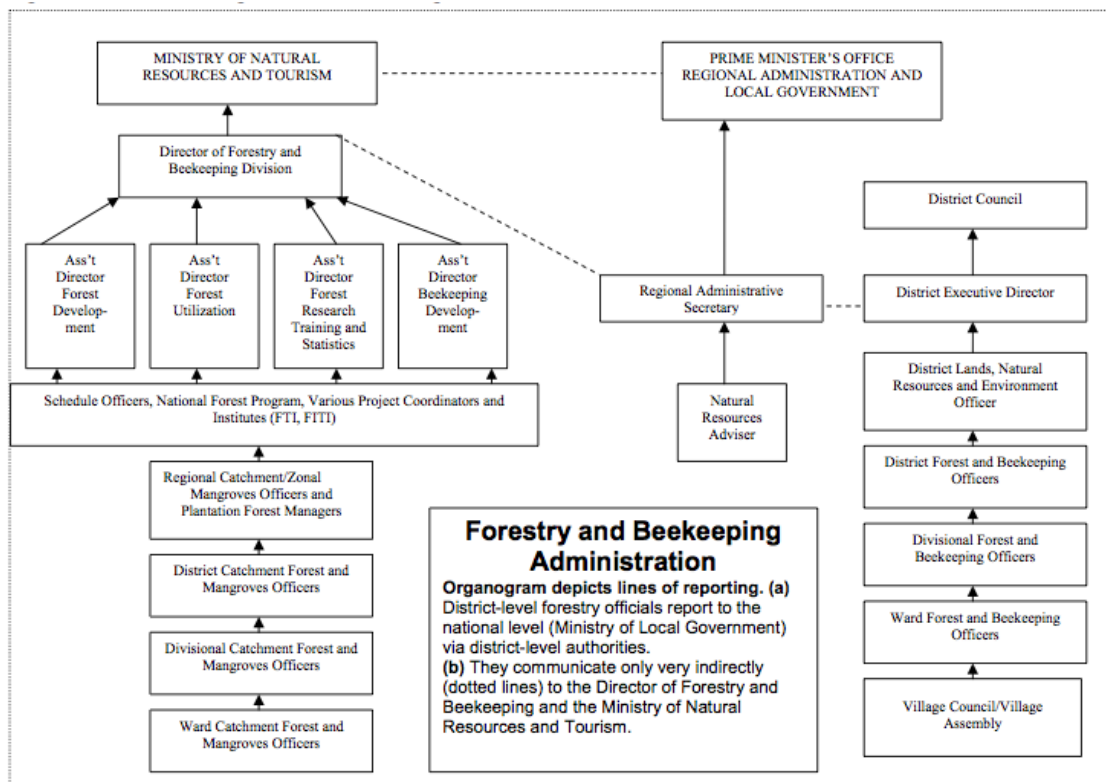 MINISTRY OF NATURAL
RESOURCES AND TOURISM
PRIME MINISTER'S OFFICE
REGIONAL ADMINISTRATION AND
LOCAL GOVERNMENT
Director of Forestry and
Beekeeping Division
District Council
Ass't
Director
Forest
Develop-
ment
Ass't
Director
Forest
Utilization
Ass't
Director
Forest
Research
Training and
Statistics
Ass't
Director
Beekeeping
Develop-
ment
Regional Administrative
Secretary
District Executive Director
Schedule Officers, National Forest Program, Various Project Coordinators and
Institutes (FTI, FITI)
Natural
Resources
Adviser
District Lands, Natural
Resources and Environment
Officer
Regional Catchment/Zonal
Mangroves Officers and
Plantation Forest Managers
District Forest and Beekeeping
Officers
District Catchment Forest and
Mangroves Officers
Divisional Forest and
Beekeeping Officers
Divisional Catchment Forest and
Mangroves Officers
Ward Forest and Beekeeping
Officers
Ward Catchment Forest and
Mangroves Officers
Village Council/Village
Assembly
Forestry and Beekeeping
Administration
Organogram depicts lines of reporting. (a)
District-level forestry officials report to the
national level (Ministry of Local Government)
via district-level authorities.
(b) They communicate only very indirectly
(dotted lines) to the Director of Forestry and
Beekeeping and the Ministry of Natural
Resources and Tourism.